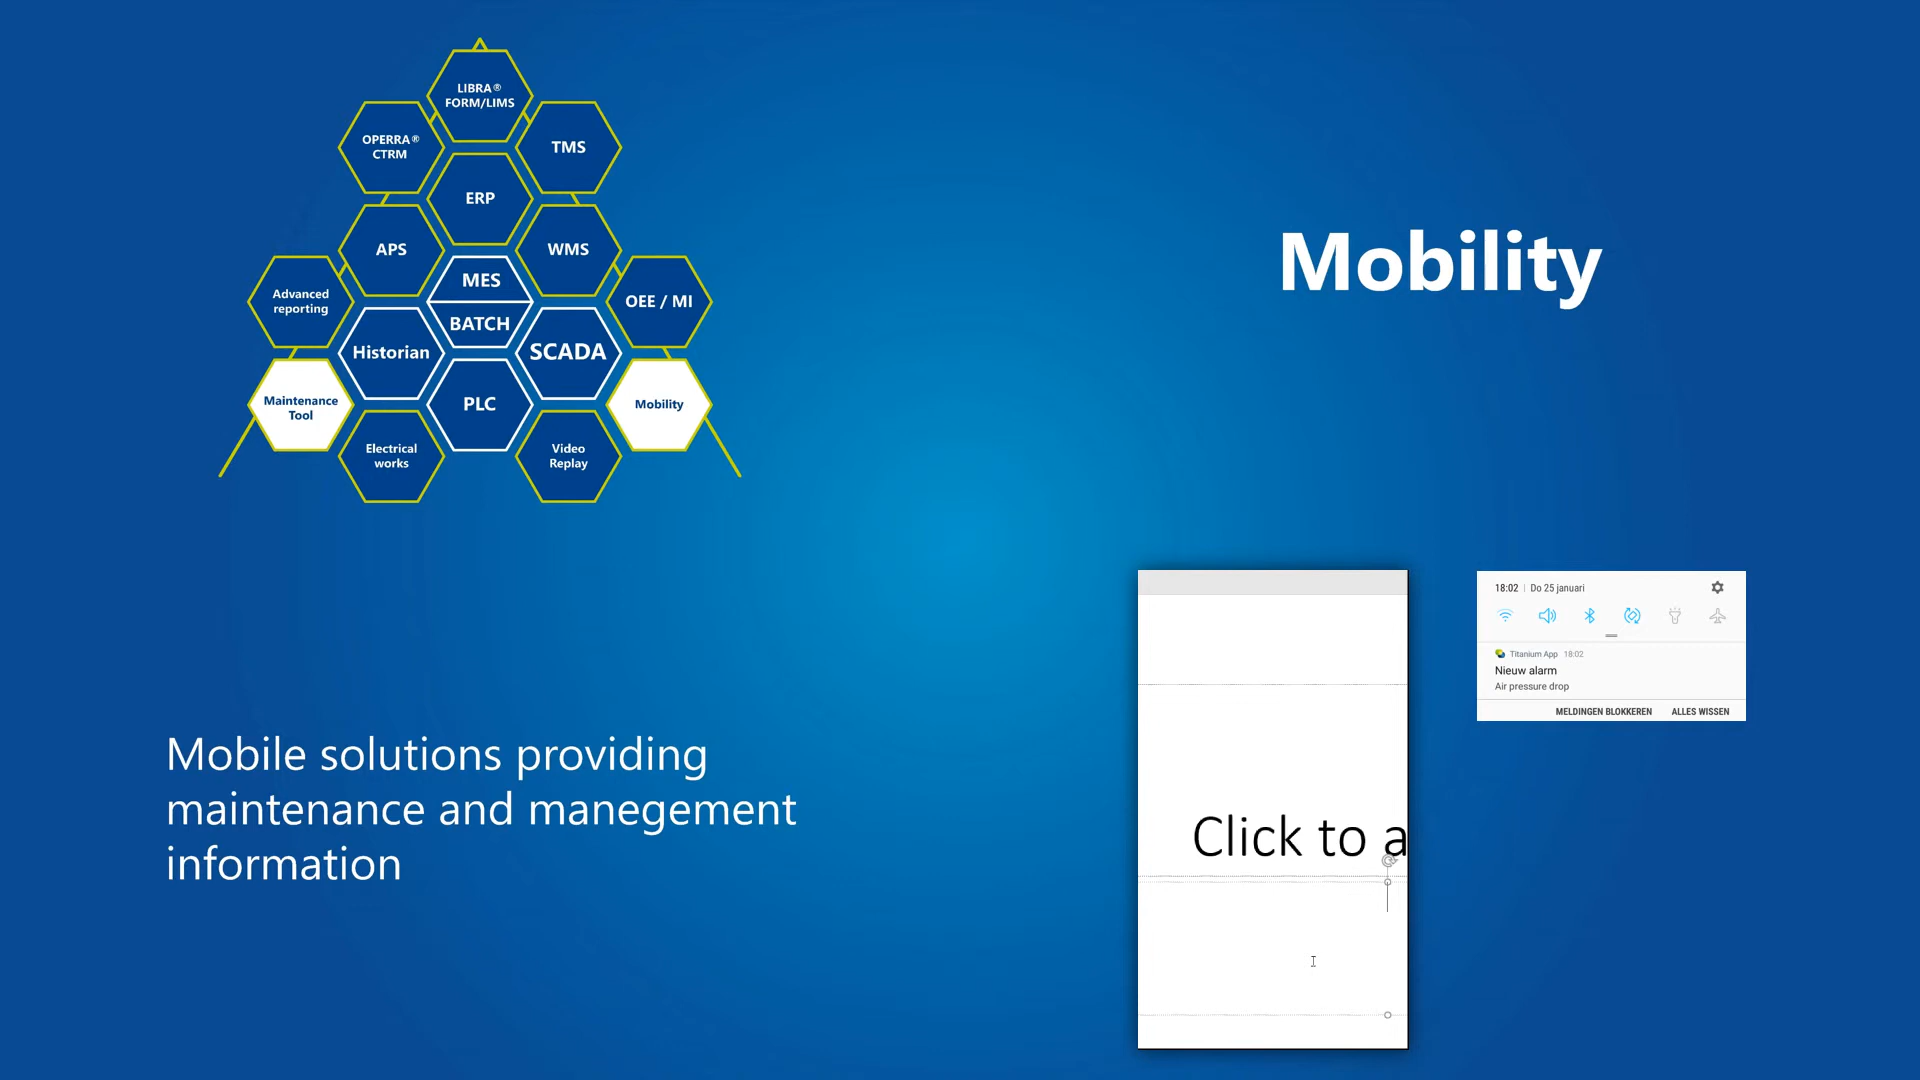 LIBRA®
FORM/LIMS
OPERRA®
CTRM
TMS
ERP
APS
WMS
MES
Advanced
reporting
OEE / MI
BATCH
Historian
SCADA
Maintenance
Tool
PLC
Mobility
Electrical
works
Video
Replay
Mobility
Mobile solutions providing
maintenance and manegement
information
Click to a
18:02 | Do 25 januari
Titanium App 18:02
Nieuw alarm
Air pressure drop
MELDINGEN BLOKKEREN ALLES WISSEN